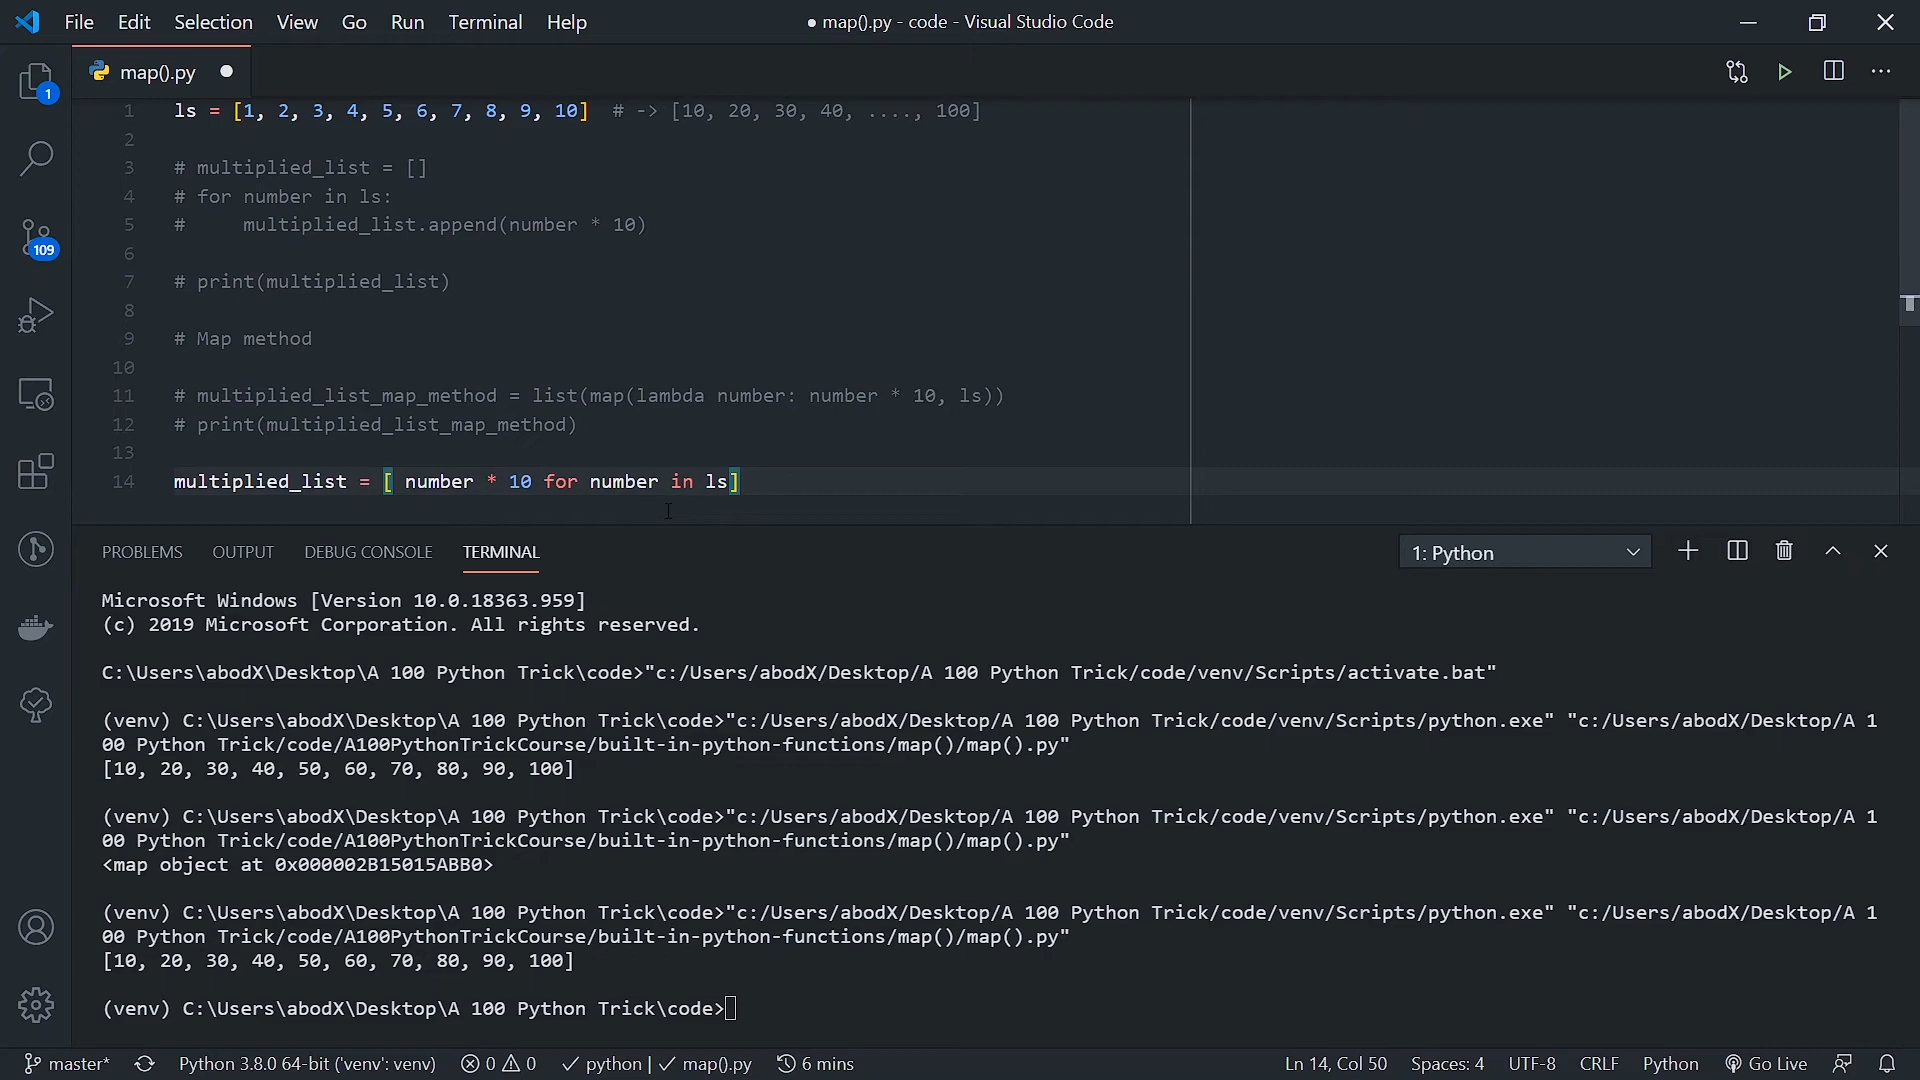 File Edit Selection View Go Run Terminal Help ● map().py - code - Visual Studio Code
map().py
1 ls = [1, 2, 3, 4, 5, 6, 7, 8, 9, 10]  # -> [10, 20, 30, 40, ...., 100]
2
3 # multiplied_list = []
4 # for number in ls:
5 #     multiplied_list.append(number * 10)
6
7 # print(multiplied_list)
8
9 # Map method
10
11 # multiplied_list_map_method = list(map(lambda number: number * 10, ls))
12 # print(multiplied_list_map_method)
13
14 multiplied_list = [ number * 10 for number in ls]
1
109
PROBLEMS OUTPUT DEBUG CONSOLE TERMINAL 1: Python
Microsoft Windows [Version 10.0.18363.959]
(c) 2019 Microsoft Corporation. All rights reserved.
C:\Users\abodX\Desktop\A 100 Python Trick\code>"c:/Users/abodX/Desktop/A 100 Python Trick/code/venv/Scripts/activate.bat"
(venv) C:\Users\abodX\Desktop\A 100 Python Trick\code>"c:/Users/abodX/Desktop/A 100 Python Trick/code/venv/Scripts/python.exe" "c:/Users/abodX/Desktop/A 1
00 Python Trick/code/A100PythonTrickCourse/built-in-python-functions/map()/map().py"
[10, 20, 30, 40, 50, 60, 70, 80, 90, 100]
(venv) C:\Users\abodX\Desktop\A 100 Python Trick\code>"c:/Users/abodX/Desktop/A 100 Python Trick/code/venv/Scripts/python.exe" "c:/Users/abodX/Desktop/A 1
00 Python Trick/code/A100PythonTrickCourse/built-in-python-functions/map()/map().py"
<map object at 0x000002B15015ABB0>
(venv) C:\Users\abodX\Desktop\A 100 Python Trick\code>"c:/Users/abodX/Desktop/A 100 Python Trick/code/venv/Scripts/python.exe" "c:/Users/abodX/Desktop/A 1
00 Python Trick/code/A100PythonTrickCourse/built-in-python-functions/map()/map().py"
[10, 20, 30, 40, 50, 60, 70, 80, 90, 100]
(venv) C:\Users\abodX\Desktop\A 100 Python Trick\code>
master* Python 3.8.0 64-bit ('venv': venv) 0 0 ✓ python | ✓ map().py 6 mins Ln 14, Col 50 Spaces: 4 UTF-8 CRLF Python Go Live